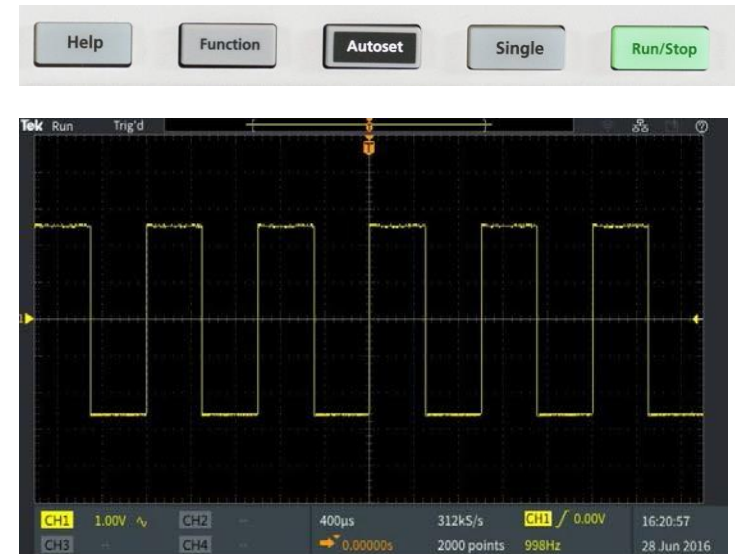 Help Function Autoset Single Run/Stop
Tek Run Trig'd
T
1
CH1 1.00V CH2 -- 400µs 312kS/s CH1 0.00V 16:20:57
CH3 -- CH4 -- 0.00000s 2000 points 998Hz 28 Jun 2016